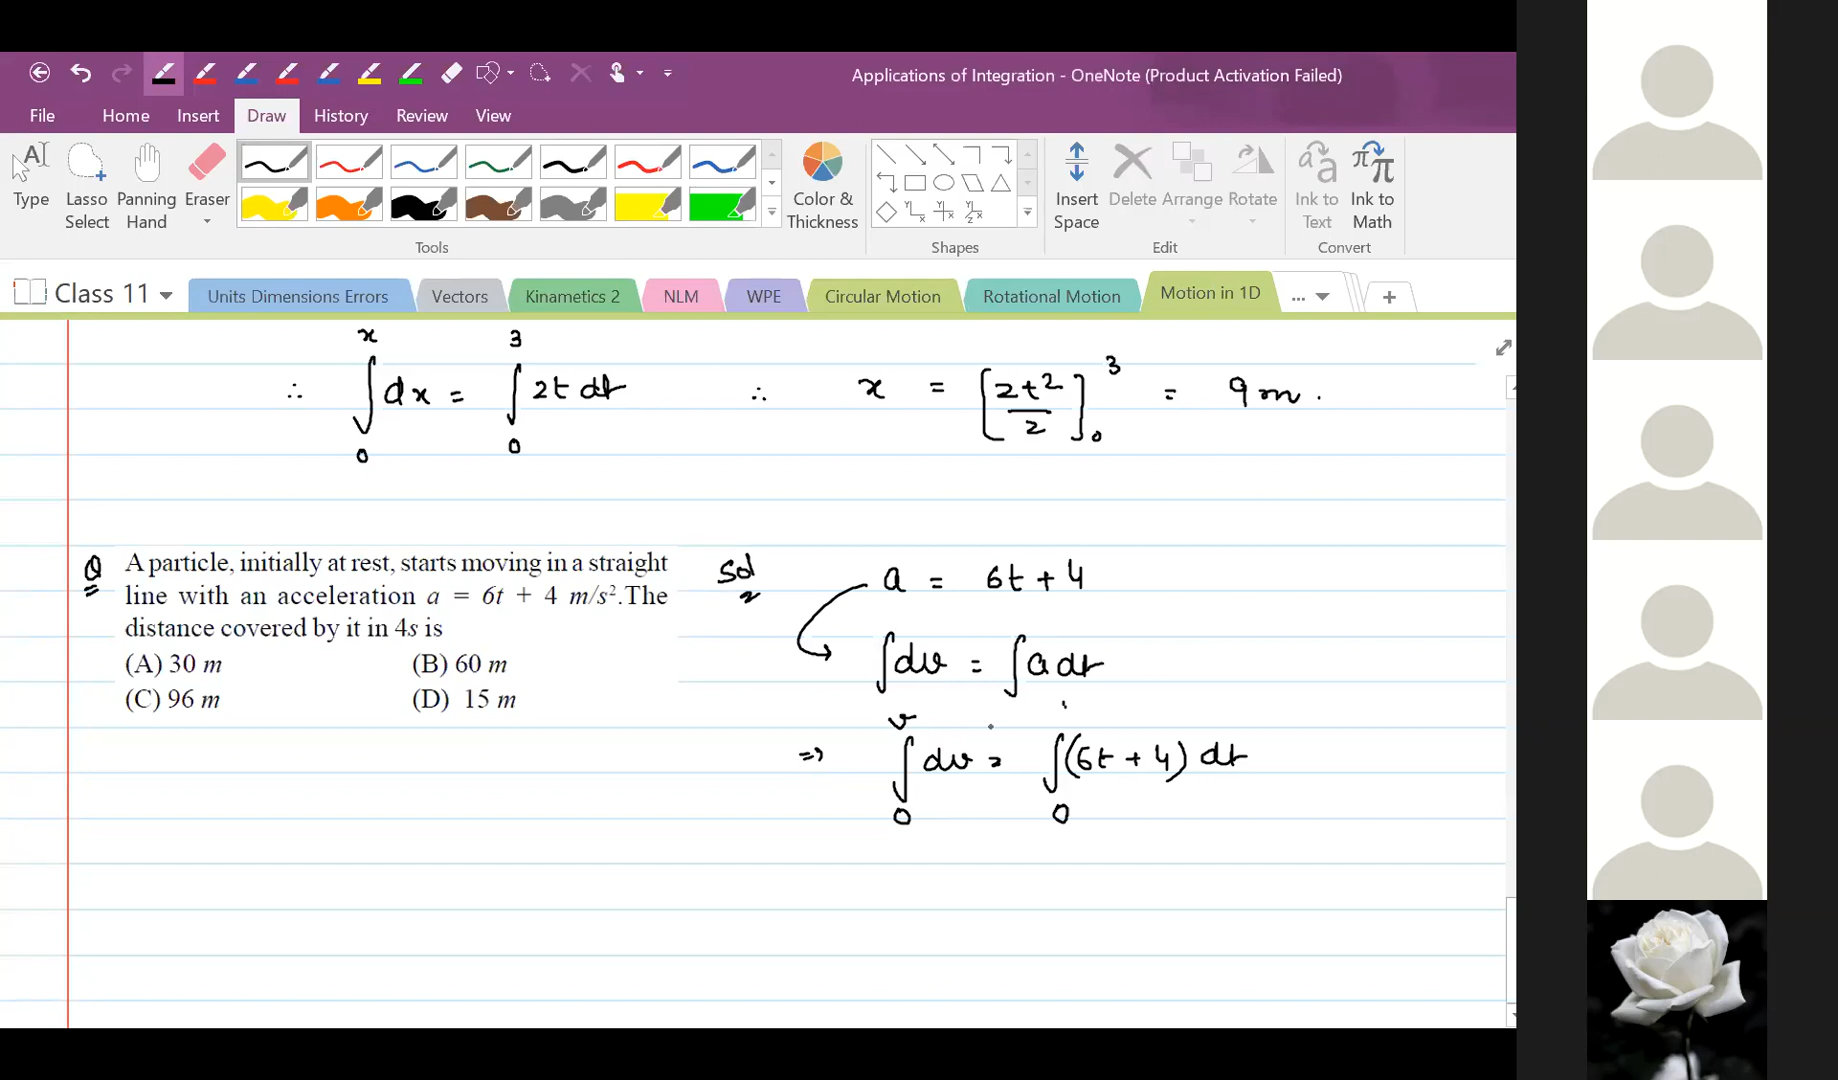 Applications of Integration - OneNote (Product Activation Failed)
File Home Insert Draw History Review View
Type Lasso Select Panning Hand Eraser Color & Thickness Insert Space Delete Arrange Rotate Ink to Text Ink to Math
Tools Shapes Edit Convert
Class 11 Units Dimensions Errors Vectors Kinametics 2 NLM WPE Circular Motion Rotational Motion Motion in 1D ... +
∴ ∫₀ˣ dx = ∫₀³ 2t dt ∴ x = [2t²/2]₀³ = 9m.
Q A particle, initially at rest, starts moving in a straight
line with an acceleration a = 6t + 4 m/s².The
distance covered by it in 4s is
(A) 30 m (B) 60 m
(C) 96 m (D) 15 m
Sol a = 6t + 4
∫dv = ∫a dt
=> ∫₀ᵛ dv = ∫₀ (6t + 4) dt